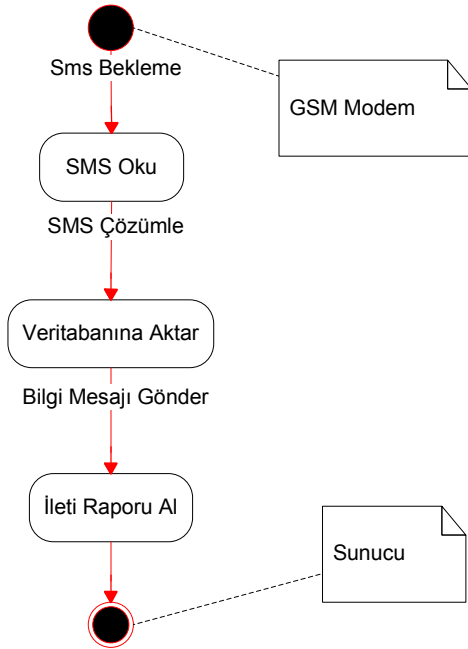 Sms Bekleme
GSM Modem
SMS Oku
SMS Çözümle
Veritabanına Aktar
Bilgi Mesajı Gönder
İleti Raporu Al
Sunucu